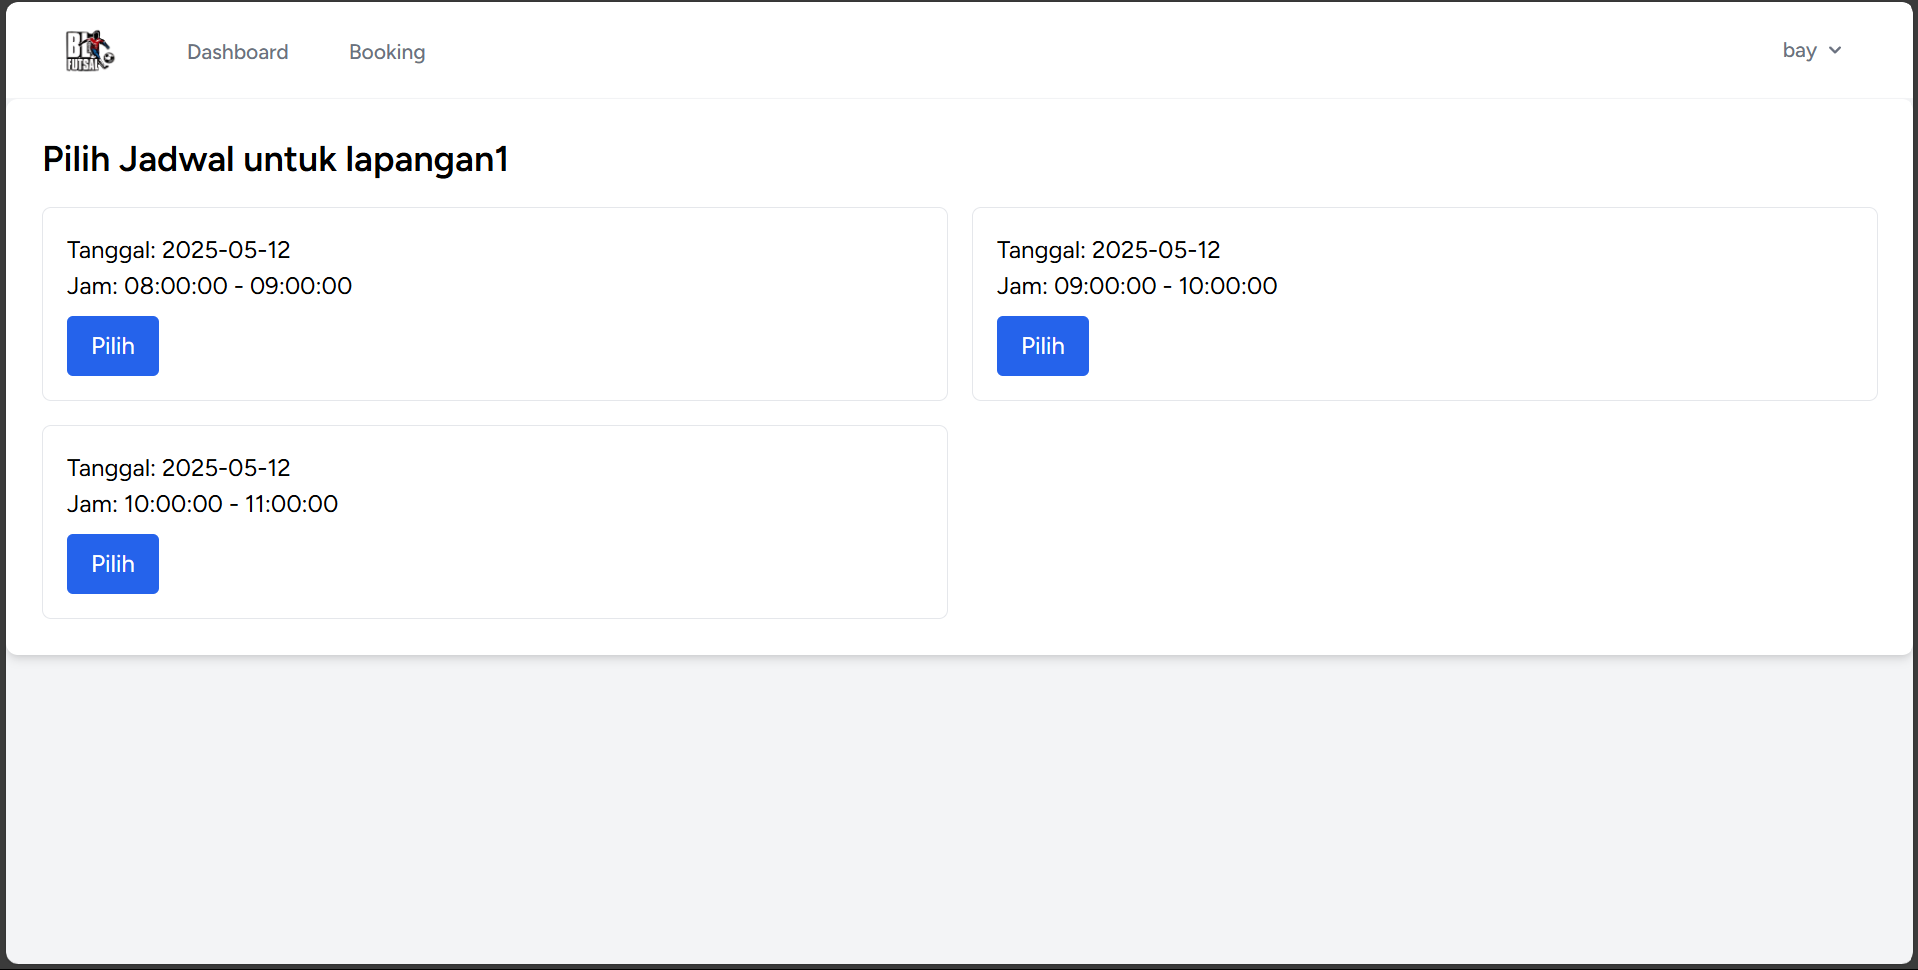 BL
FUTSAL
Dashboard
Booking
bay
Pilih Jadwal untuk lapangan1
Tanggal: 2025-05-12
Jam: 08:00:00 - 09:00:00
Pilih
Tanggal: 2025-05-12
Jam: 09:00:00 - 10:00:00
Pilih
Tanggal: 2025-05-12
Jam: 10:00:00 - 11:00:00
Pilih